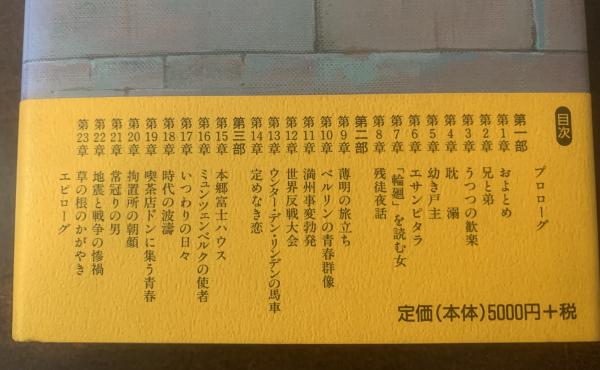 目次
プロローグ
第一部
第1章 およとめ
第2章 兄と弟
第3章 うつつの歓楽
第4章 耽溺
第5章 幼き戸主
第6章 エサンピタラ
第7章 「輪廻」を読む女
第8章 残徒夜話
第二部
第9章 薄明の旅立ち
第10章 ベルリンの青春群像
第11章 満州事変勃発
第12章 世界反戦大会
第13章 ウンター・デン・リンデンの馬車
第14章 定めなき恋
第三部
第15章 本郷富士ハウス
第16章 ミュンツェンベルクの使者
第17章 いつわりの日々
第18章 時代の波濤
第19章 喫茶店ドンに集う青春
第20章 拘置所の朝顔
第21章 常冠りの男
第22章 地震と戦争の惨禍
第23章 草の根のかがやき
エピローグ
定価(本体)5000円+税